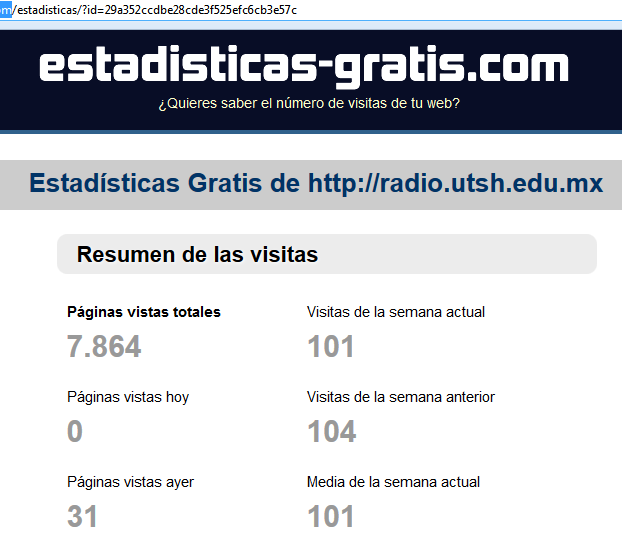 om/estadisticas/?id=29a352ccdbe28cde3f525efc6cb3e57c
estadisticas-gratis.com
¿Quieres saber el número de visitas de tu web?
Estadísticas Gratis de http://radio.utsh.edu.mx
Resumen de las visitas
Páginas vistas totales
7.864
Visitas de la semana actual
101
Páginas vistas hoy
0
Visitas de la semana anterior
104
Páginas vistas ayer
31
Media de la semana actual
101